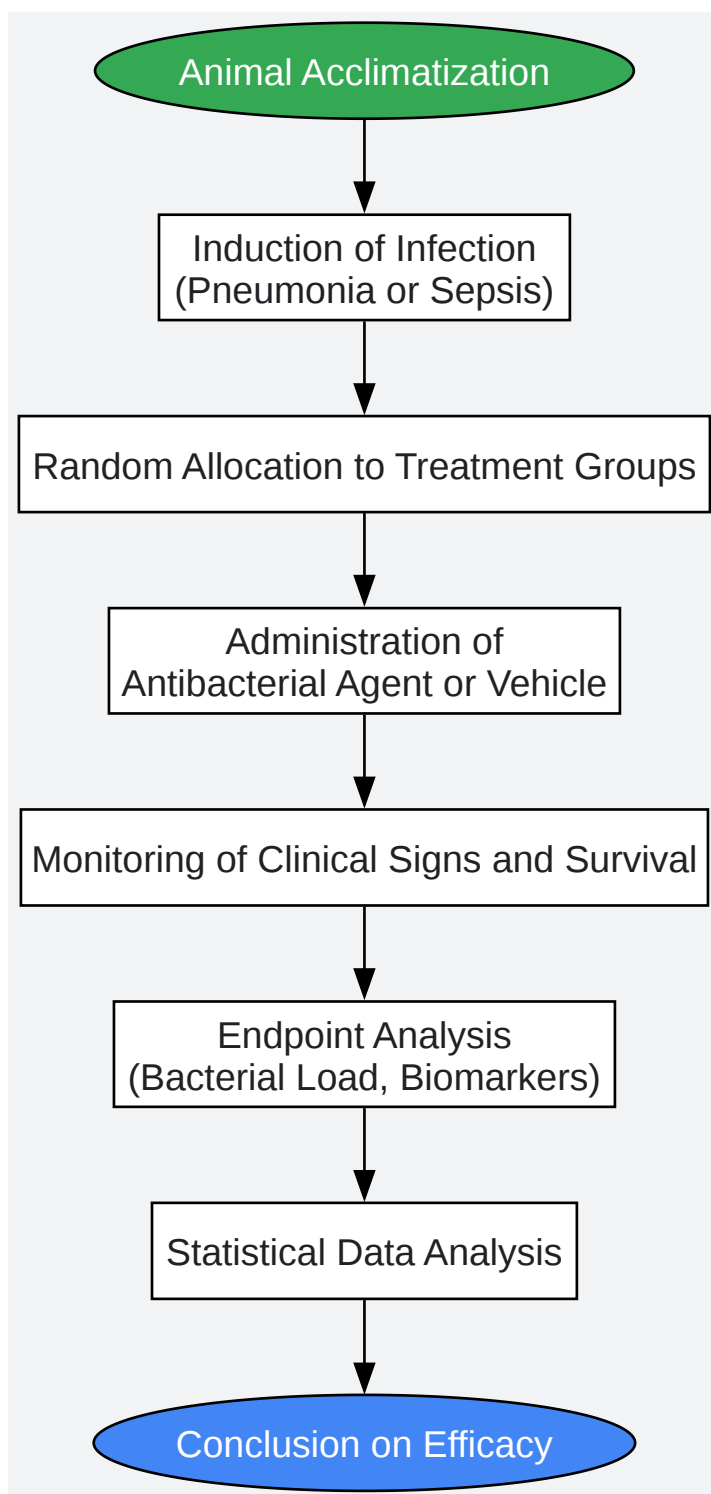 Animal Acclimatization
Induction of Infection
(Pneumonia or Sepsis)
Random Allocation to Treatment Groups
Administration of
Antibacterial Agent or Vehicle
Monitoring of Clinical Signs and Survival
Endpoint Analysis
(Bacterial Load, Biomarkers)
Statistical Data Analysis
Conclusion on Efficacy